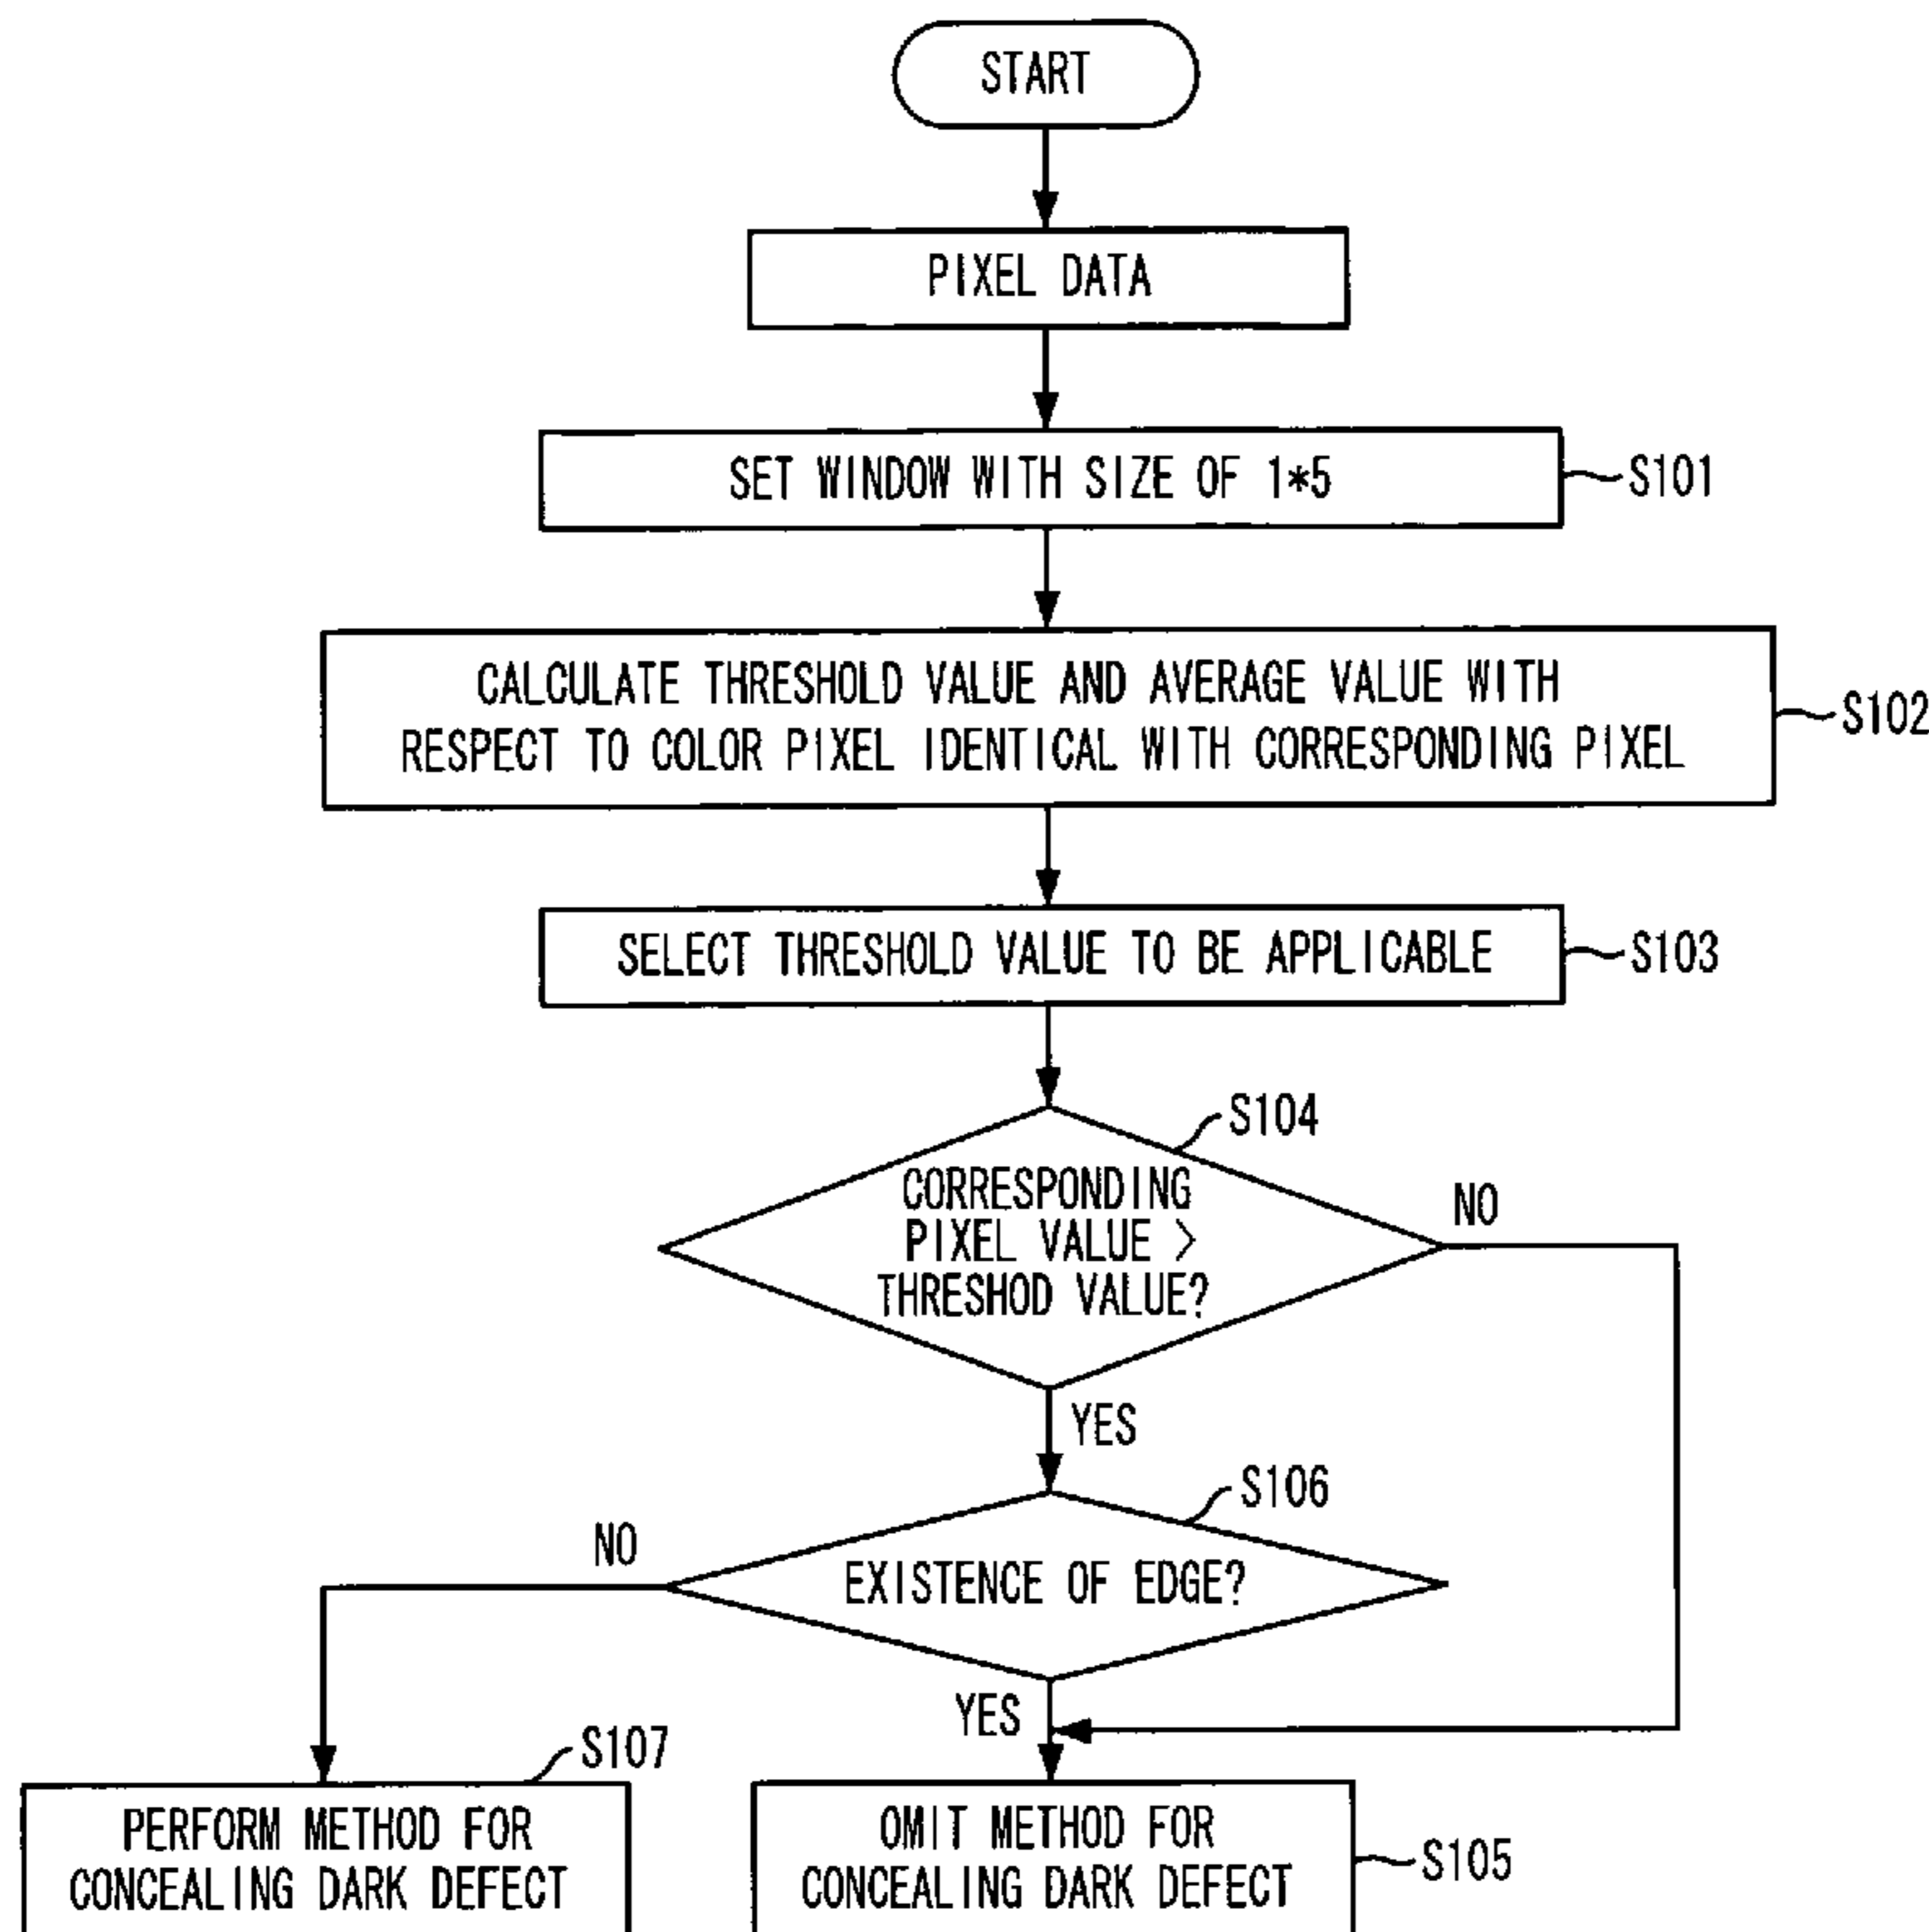 START
PIXEL DATA
SET WINDOW WITH SIZE OF 1*5
S101
CALCULATE THRESHOLD VALUE AND AVERAGE VALUE WITH
RESPECT TO COLOR PIXEL IDENTICAL WITH CORRESPONDING PIXEL
S102
SELECT THRESHOLD VALUE TO BE APPLICABLE
S103
S104
CORRESPONDING
PIXEL VALUE >
THRESHOD VALUE?
NO
YES
S106
NO
EXISTENCE OF EDGE?
YES
S107
PERFORM METHOD FOR
CONCEALING DARK DEFECT
OMIT METHOD FOR
CONCEALING DARK DEFECT
S105